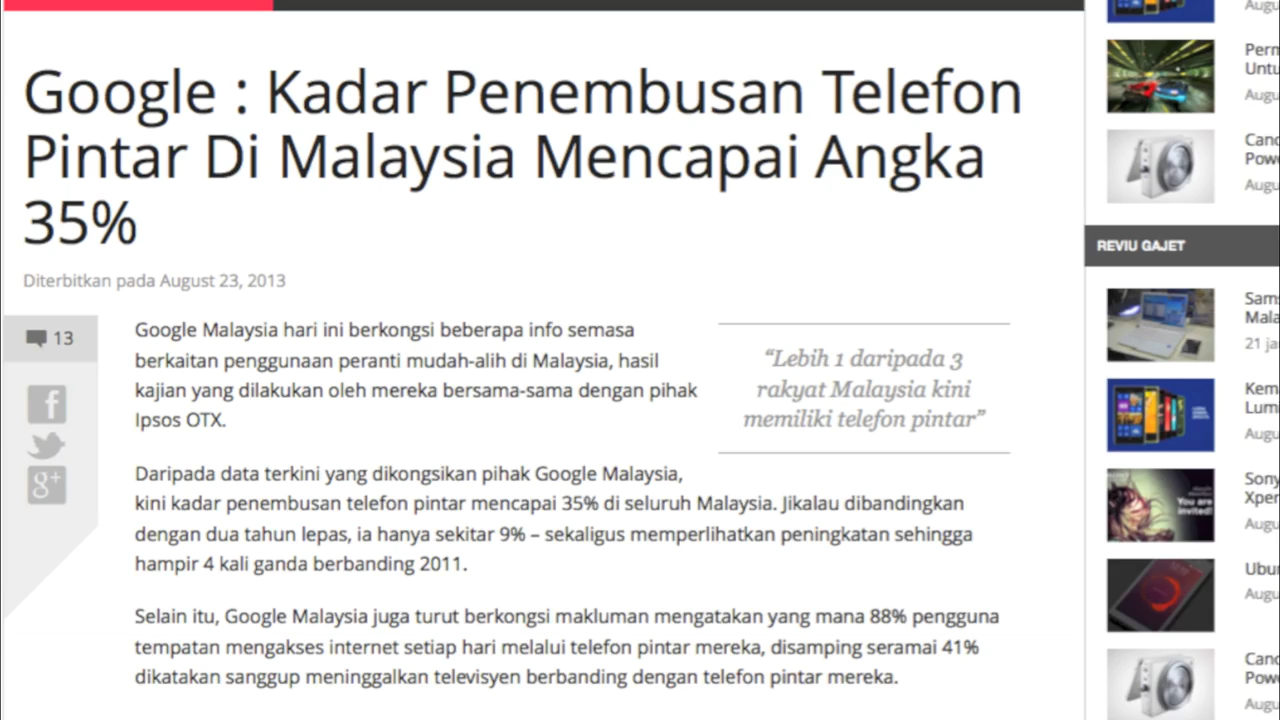 Google : Kadar Penembusan Telefon
Pintar Di Malaysia Mencapai Angka
35%
Diterbitkan pada August 23, 2013
13
Google Malaysia hari ini berkongsi beberapa info semasa
berkaitan penggunaan peranti mudah-alih di Malaysia, hasil
kajian yang dilakukan oleh mereka bersama-sama dengan pihak
Ipsos OTX.
“Lebih 1 daripada 3
rakyat Malaysia kini
memiliki telefon pintar”
Daripada data terkini yang dikongsikan pihak Google Malaysia,
kini kadar penembusan telefon pintar mencapai 35% di seluruh Malaysia. Jikalau dibandingkan
dengan dua tahun lepas, ia hanya sekitar 9% – sekaligus memperlihatkan peningkatan sehingga
hampir 4 kali ganda berbanding 2011.
Selain itu, Google Malaysia juga turut berkongsi makluman mengatakan yang mana 88% pengguna
tempatan mengakses internet setiap hari melalui telefon pintar mereka, disamping seramai 41%
dikatakan sanggup meninggalkan televisyen berbanding dengan telefon pintar mereka.
REVIU GAJET
21
You are
invited!